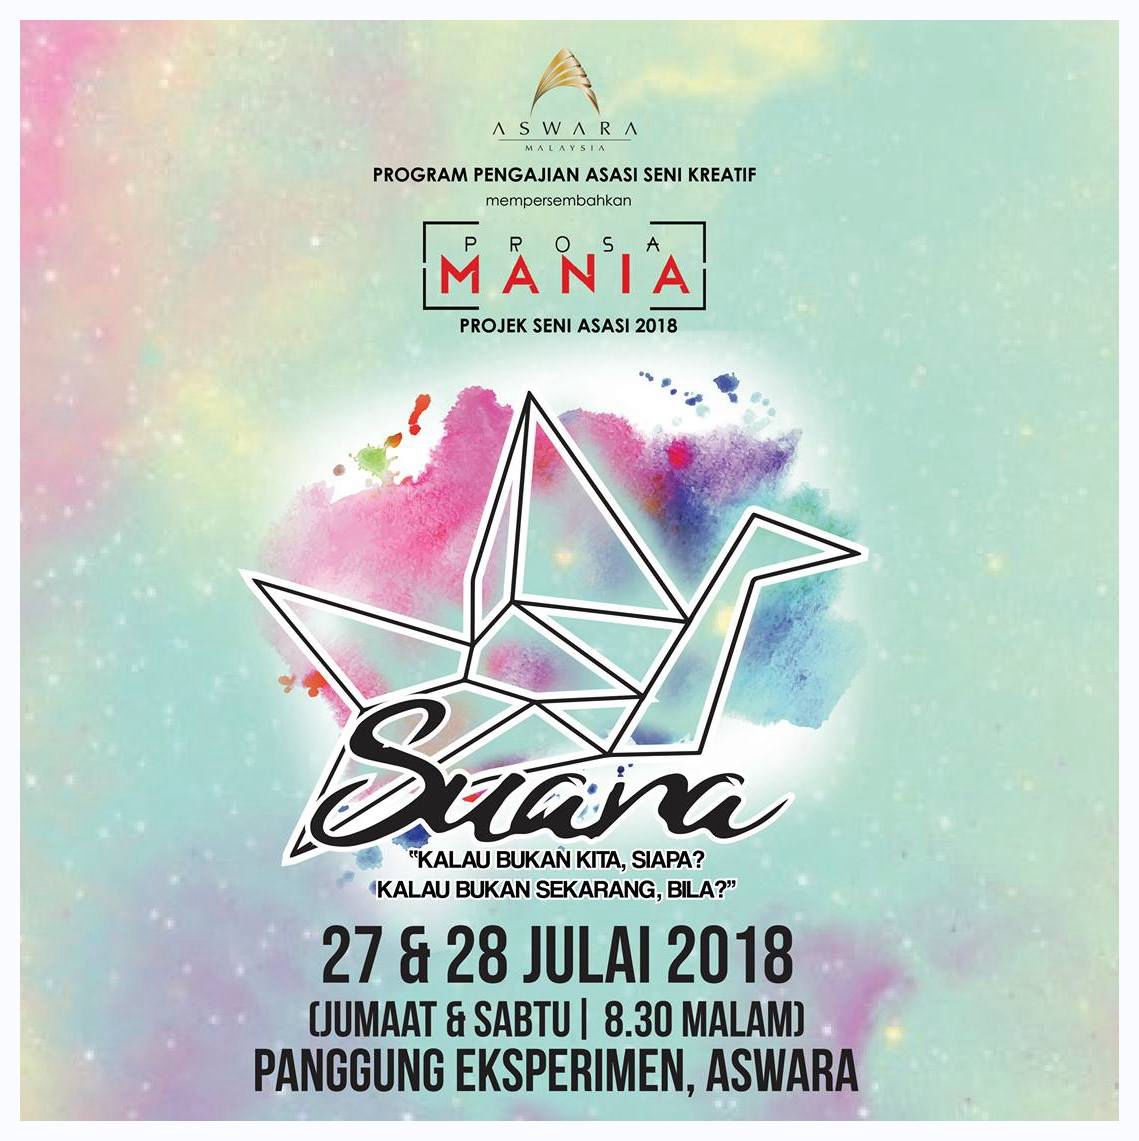 ASWARA
MALAYSIA
PROGRAM PENGAJIAN ASASI SENI KREATIF
mempersembahkan
PROSA
MANIA
PROJEK SENI ASASI 2018
Suara
"KALAU BUKAN KITA, SIAPA?
KALAU BUKAN SEKARANG, BILA?"
27 & 28 JULAI 2018
(JUMAAT & SABTU | 8.30 MALAM)
PANGGUNG EKSPERIMEN, ASWARA